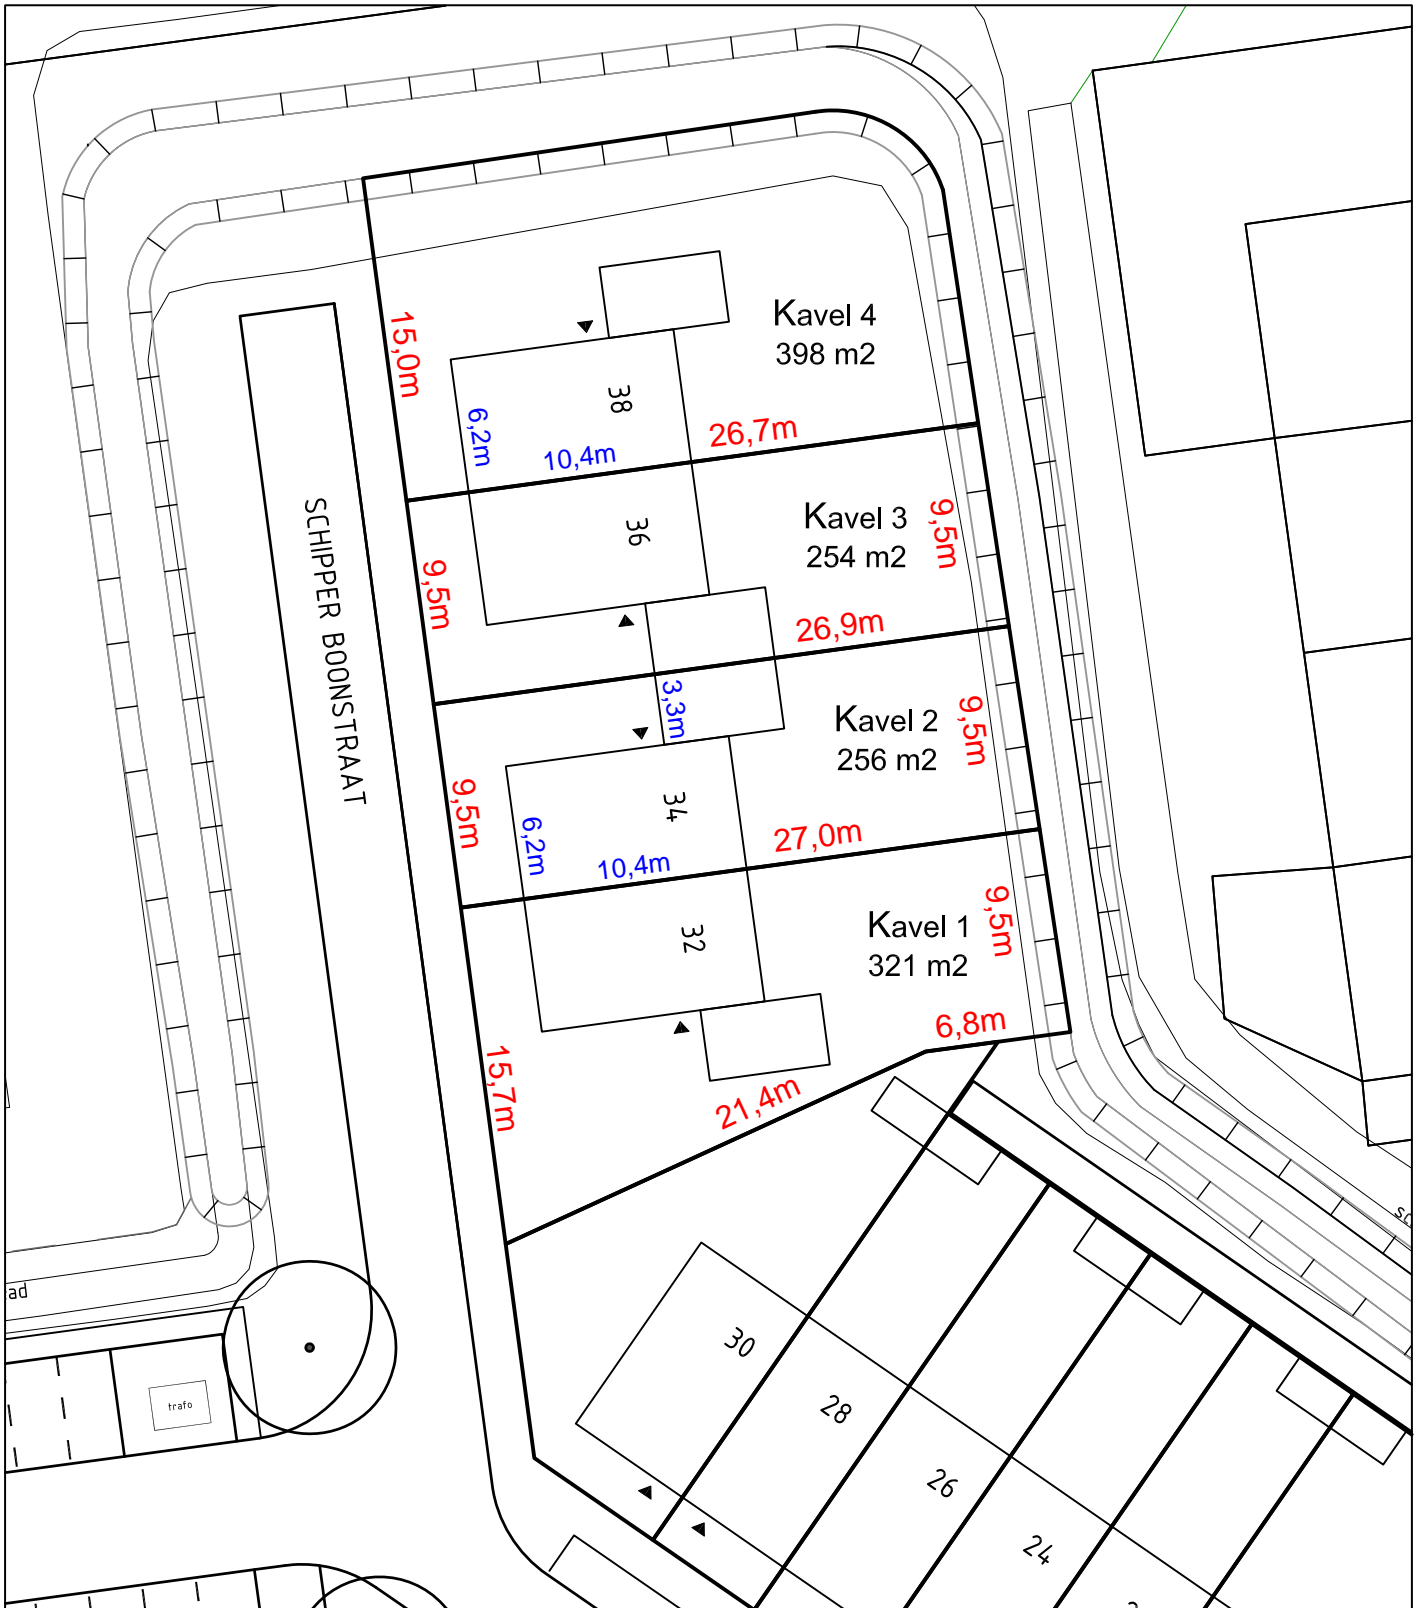 Kavel 4
398 m2
15,0m
38
6,2m
10,4m
26,7m
SCHIPPER BOONSTRAAT
36
Kavel 3
254 m2
9,5m
9,5m
26,9m
3,3m
Kavel 2
256 m2
9,5m
9,5m
34
6,2m
10,4m
27,0m
32
Kavel 1
321 m2
9,5m
6,8m
15,7m
21,4m
ad
trafo
30
28
26
24